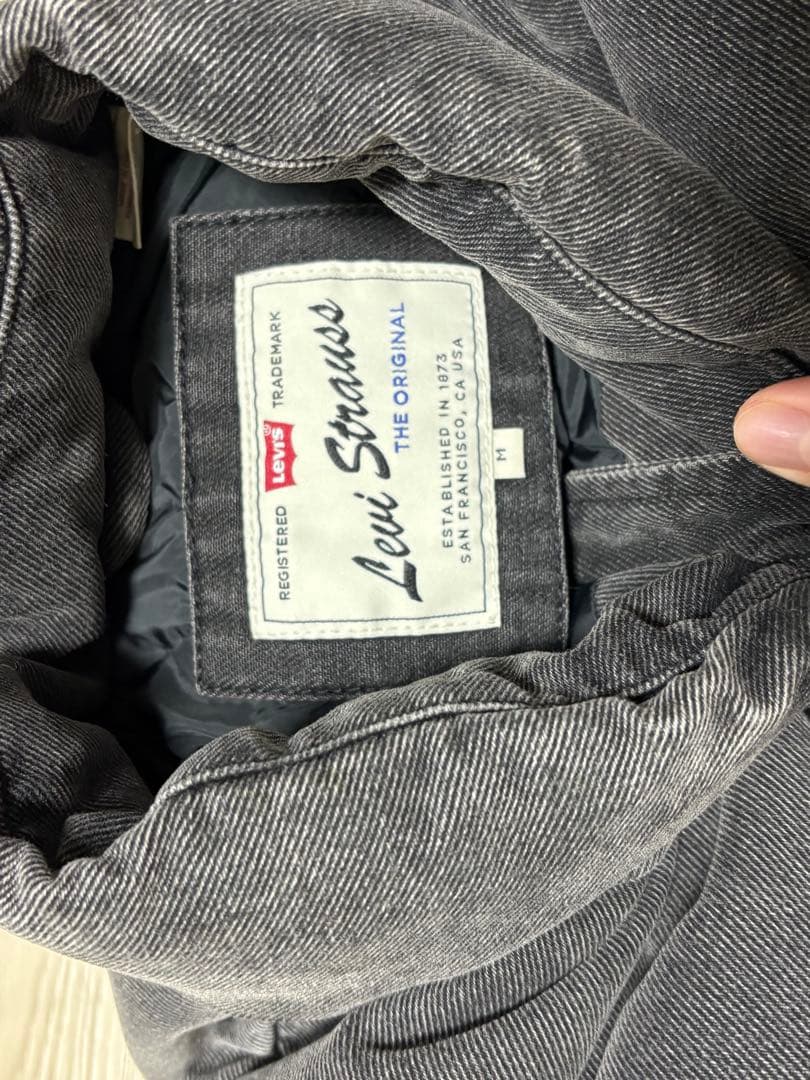 REGISTERED LEVI'S® TRADEMARK
Levi Strauss
THE ORIGINAL
ESTABLISHED IN 1873
SAN FRANCISCO, CA USA
M